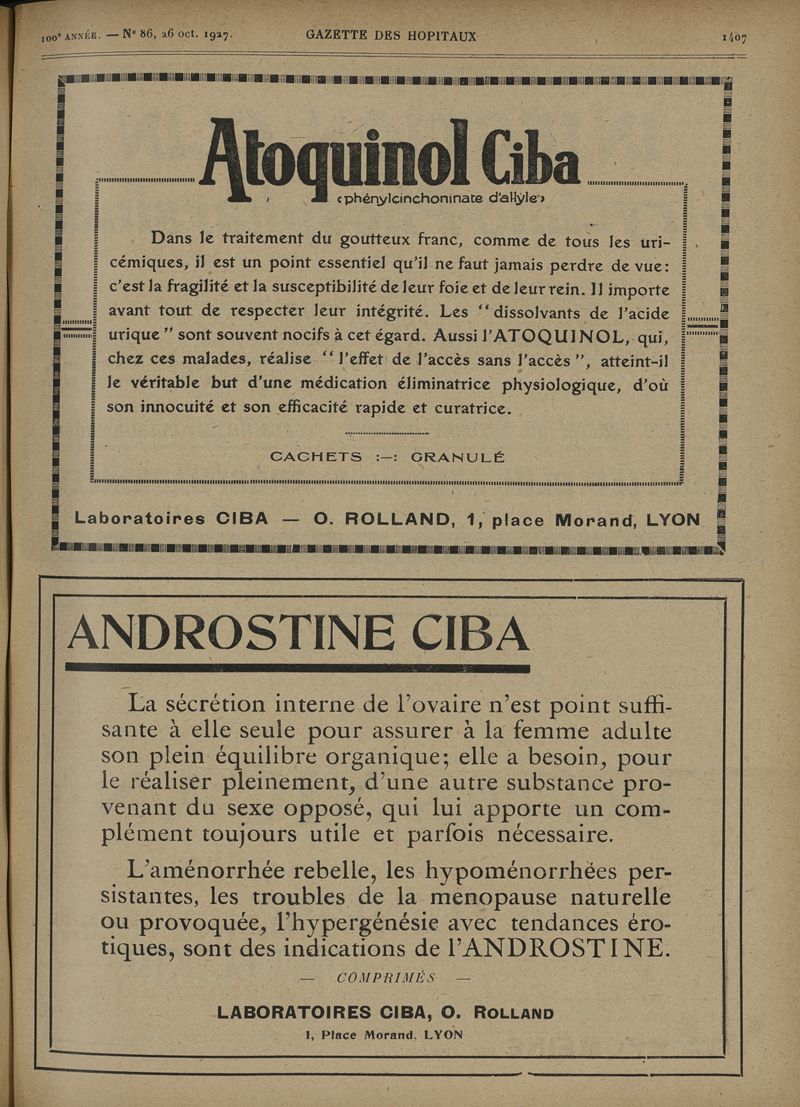 100e ANNÉE. — N° 86, 26 oct. 1927.
GAZETTE DES HOPITAUX
1407
Atoquinol Ciba
(phénylcinchoninate d'allyle)
Dans le traitement du goutteux franc, comme de tous les uri-
cémiques, il est un point essentiel qu'il ne faut jamais perdre de vue:
c'est la fragilité et la susceptibilité de leur foie et de leur rein. Il importe
avant tout de respecter leur intégrité. Les "dissolvants de l'acide
urique" sont souvent nocifs à cet égard. Aussi l'ATOQUINOL, qui,
chez ces malades, réalise "l'effet de l'accès sans l'accès", atteint-il
le véritable but d'une médication éliminatrice physiologique, d'où
son innocuité et son efficacité rapide et curatrice.
CACHETS :—: GRANULÉ
Laboratoires CIBA — O. ROLLAND, 1, place Morand, LYON
ANDROSTINE CIBA
La sécrétion interne de l'ovaire n'est point suffi-
sante à elle seule pour assurer à la femme adulte
son plein équilibre organique; elle a besoin, pour
le réaliser pleinement, d'une autre substance pro-
venant du sexe opposé, qui lui apporte un com-
plément toujours utile et parfois nécessaire.
L'aménorrhée rebelle, les hypoménorrhées per-
sistantes, les troubles de la menopause naturelle
ou provoquée, l'hypergénésie avec tendances éro-
tiques, sont des indications de l'ANDROSTINE.
— COMPRIMÉS —
LABORATOIRES CIBA, O. ROLLAND
1, Place Morand, LYON